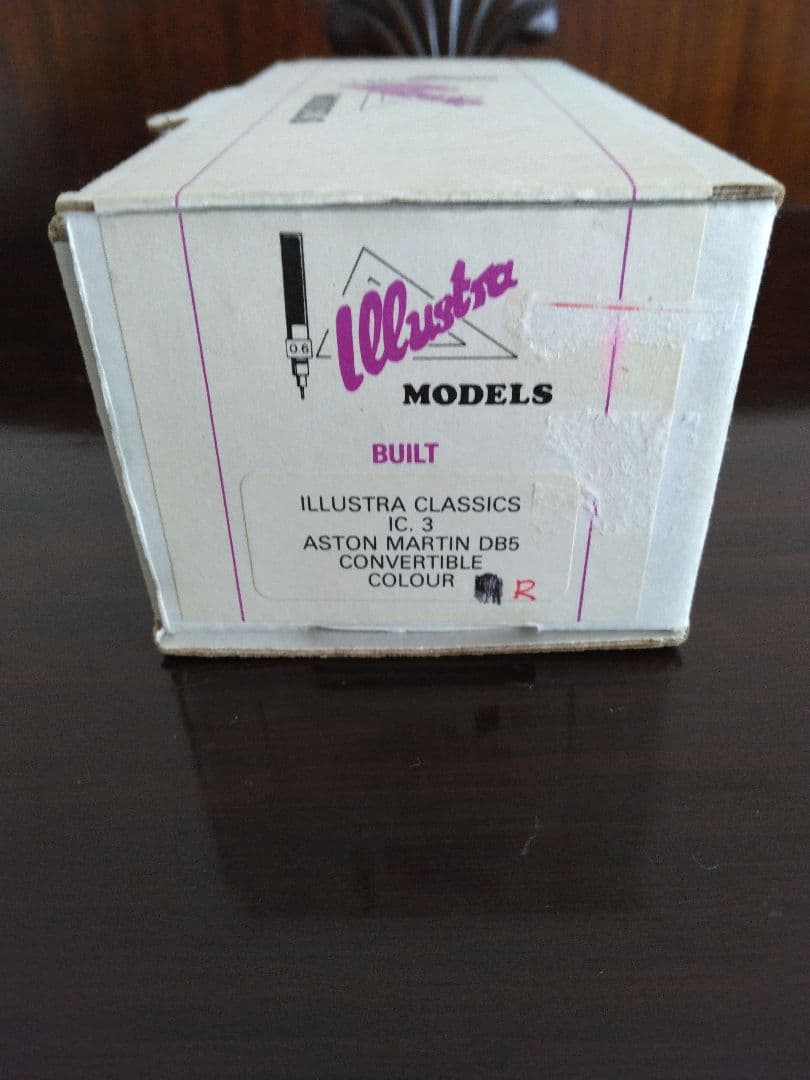 06
Illustra
MODELS
BUILT
ILLUSTRA CLASSICS
IC. 3
ASTON MARTIN DB5
CONVERTIBLE
COLOUR R